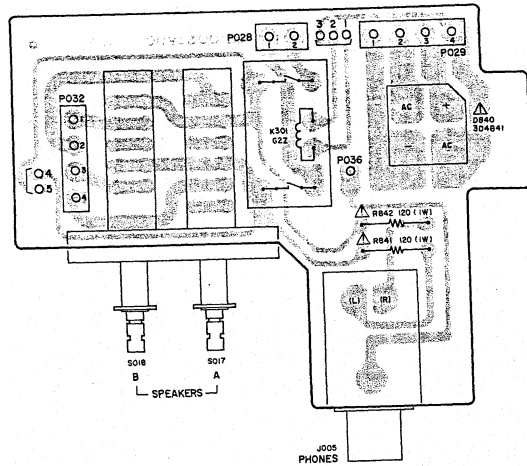 P028
1 2
3 2 1
1 2 3 4
P029
P032
1
2
3
4
4
5
K301
G2Z
AC +
- AC
D840
3D4B41
P036
R842 120 (1W)
R841 120 (1W)
(L) (R)
S018 S017
B A
SPEAKERS
J005
PHONES